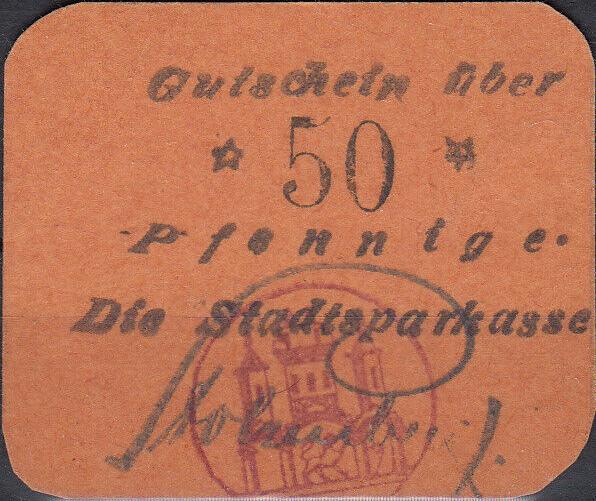 Gutschein über
* 50 *
Pfennige.
Die Stadtsparkasse